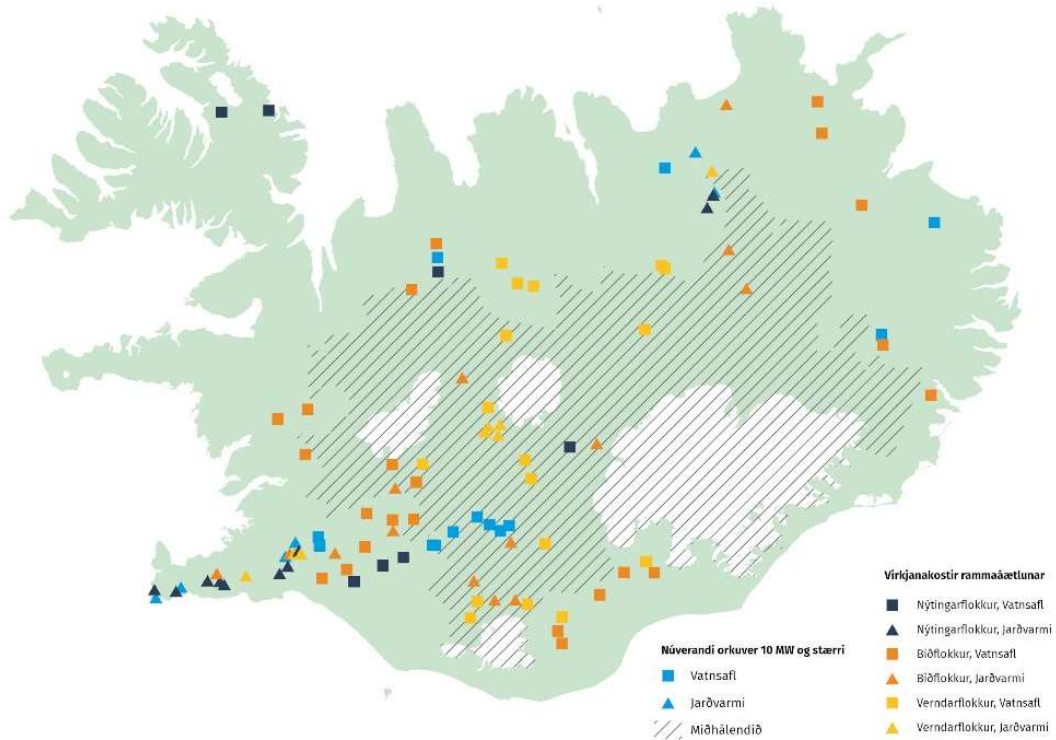 Núverandi orkuver 10 MW og stærri
Vatnsafl
Jarðvarmi
Miðhálendið
Virkjanakostir rammaáætlunar
Nýtingarflokkur, Vatnsafl
Nýtingarflokkur, Jarðvarmi
Biðflokkur, Vatnsafl
Biðflokkur, Jarðvarmi
Verndarflokkur, Vatnsafl
Verndarflokkur, Jarðvarmi